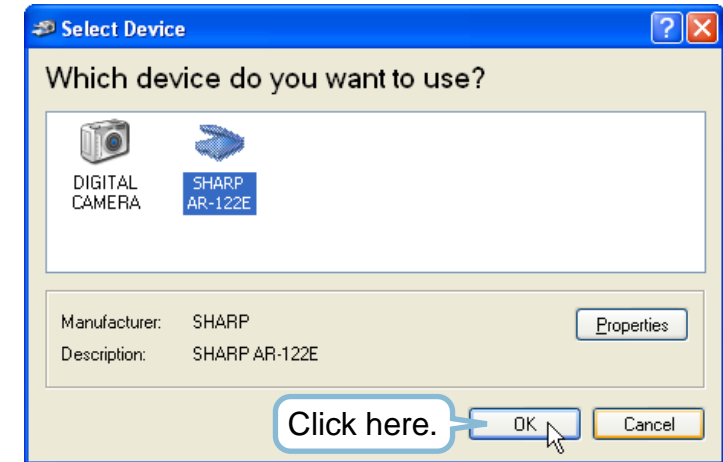 Select Device
Which device do you want to use?
DIGITAL
CAMERA
SHARP
AR-122E
Manufacturer: SHARP
Properties
Description: SHARP AR-122E
Click here.
OK
Cancel